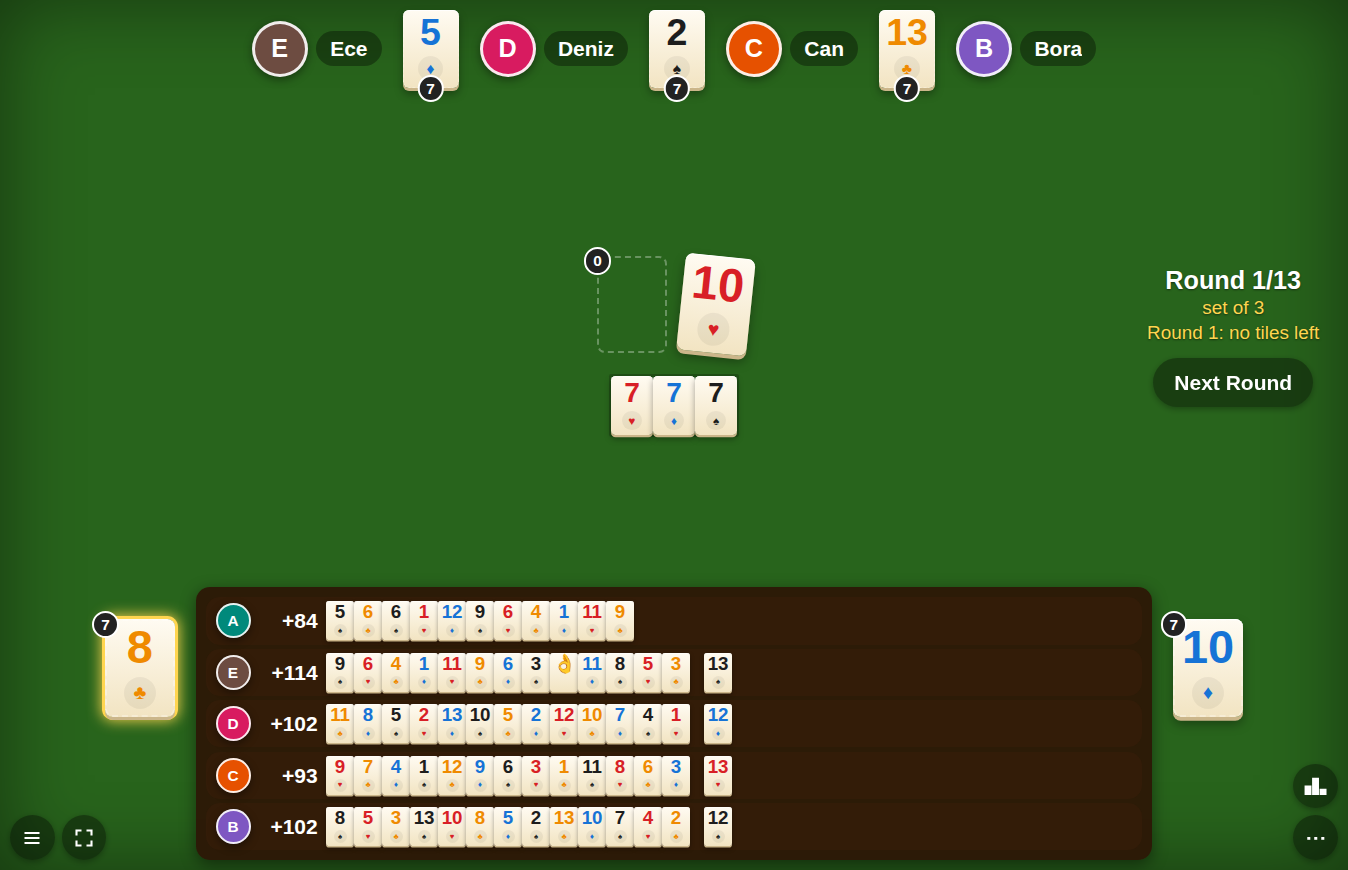 E Ece 5 7 D Deniz 2 7 C Can 13 7 B Bora
0 10
Round 1/13
set of 3
Round 1: no tiles left
Next Round
7 7 7
7 8
7 10
A +84 5 6 6 1 12 9 6 4 1 11 9
E +114 9 6 4 1 11 9 6 3 11 8 5 3 13
D +102 11 8 5 2 13 10 5 2 12 10 7 4 1 12
C +93 9 7 4 1 12 9 6 3 1 11 8 6 3 13
B +102 8 5 3 13 10 8 5 2 13 10 7 4 2 12